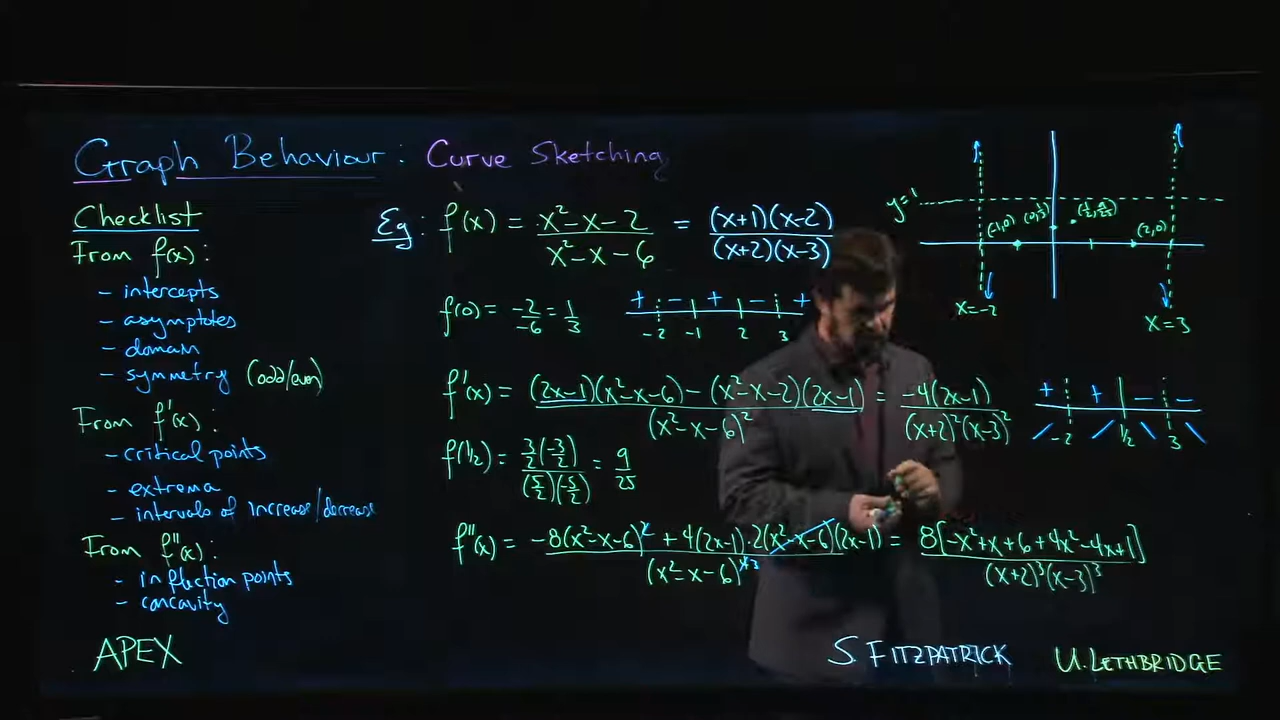 Graph Behaviour: Curve Sketching
Checklist
From f(x):
- intercepts
- asymptotes
- domain
- symmetry (odd/even)
From f'(x):
- critical points
- extrema
- intervals of increase/decrease
From f''(x):
- inflection points
- concavity
APEX
Eg: f(x) = (x²-x-2)/(x²-x-6) = ((x+1)(x-2))/((x+2)(x-3))
f(0) = -2/-6 = 1/3
+ - + - +
-2 -1 2 3
f'(x) = ((2x-1)(x²-x-6) - (x²-x-2)(2x-1))/(x²-x-6)² = -4(2x-1)/((x+2)²(x-3)²)
+ + - -
-2 1/2 3
f(1/2) = (3/2(-3/2))/((5/2)(-5/2)) = 9/25
f''(x) = (-8(x²-x-6)² + 4(2x-1)·2(x²-x-6)(2x-1))/(x²-x-6)⁴³ = 8[-x²+x+6+4x²-4x+1]/((x+2)³(x-3)³)
y=1
(-1,0) (0,1/3) (1/2,9/25) (2,0)
x=-2
x=3
S. FITZPATRICK U. LETHBRIDGE